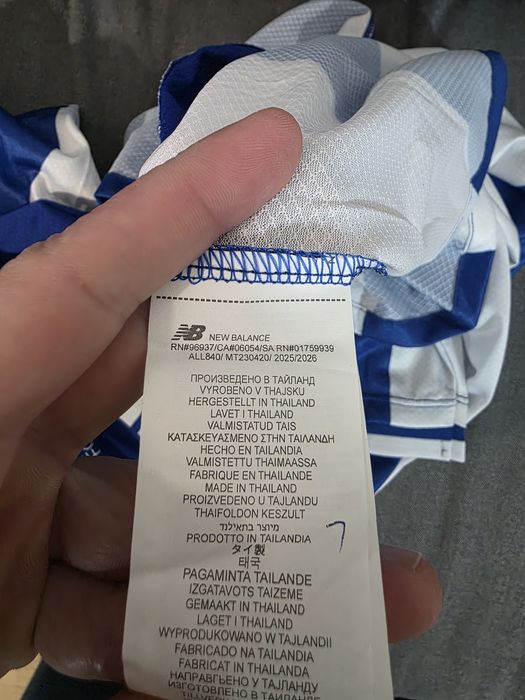 NB NEW BALANCE
RN#96937/CA#06054/SA:RN#01759939
ALL840/ MT230420/ 2025/2026
ПРОИЗВЕДЕНО В ТАЙЛАНД
VYROBENO V THAJSKU
HERGESTELLT IN THAILAND
LAVET I THAILAND
VALMISTATUD TAIS
ΚΑΤΑΣΚΕΥΑΣΜΕΝΟ ΣΤΗΝ ΤΑΙΛΑΝΔΗ
HECHO EN TAILANDIA
VALMISTETTU THAIMAASSA
FABRIQUE EN THAILANDE
MADE IN THAILAND
PROIZVEDENO U TAJLANDU
THAIFOLDON KESZULT
מיוצר בתאילנד
PRODOTTO IN TAILANDIA
タイ製
태국
PAGAMINTA TAILANDE
IZGATAVOTS TAIZEME
GEMAAKT IN THAILAND
LAGET I THAILAND
WYPRODUKOWANO W TAJLANDII
FABRICADO NA TAILANDIA
FABRICAT IN THAILANDA
НАПРАВЉЕНО У ТАЈЛАНДУ
ИЗГОТОВЛЕНО В ТАИЛАНДЕ